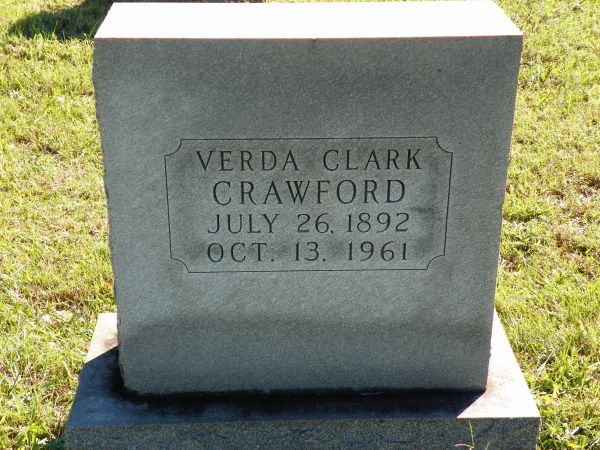 VERDA CLARK
CRAWFORD
JULY 26, 1892
OCT. 13, 1961